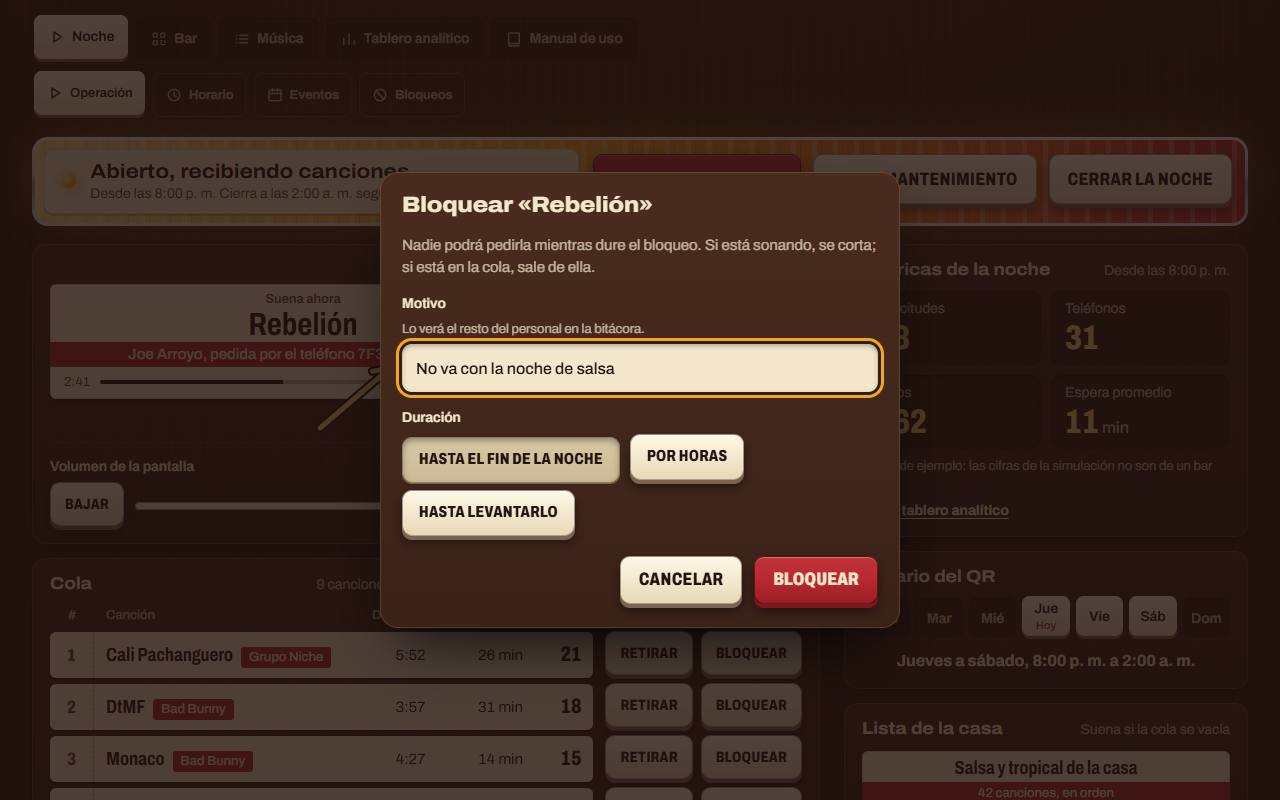 Noche
Bar
Música
Tablero analítico
Manual de uso
Operación
Horario
Eventos
Bloqueos
Abierto, recibiendo canciones
Desde las 8:00 p. m. Cierra a las 2:00 a. m.
CERRAR LA NOCHE
Bloquear «Rebelión»
Nadie podrá pedirla mientras dure el bloqueo. Si está sonando, se corta;
si está en la cola, sale de ella.
Motivo
Lo verá el resto del personal en la bitácora.
No va con la noche de salsa
Duración
HASTA EL FIN DE LA NOCHE
POR HORAS
HASTA LEVANTARLO
CANCELAR
BLOQUEAR
Suena ahora
Rebelión
Joe Arroyo, pedida por el teléfono
2:41
Volumen de la pantalla
BAJAR
de la noche
Desde las 8:00 p. m.
Teléfonos
31
Espera promedio
11 min
de ejemplo: las cifras de la simulación no son de un bar
tablero analítico
Cola
9
#
Canción
1
Cali Pachanguero
Grupo Niche
5:52
26 min
21
RETIRAR
BLOQUEAR
2
DtMF
Bad Bunny
3:57
31 min
18
RETIRAR
BLOQUEAR
3
Monaco
Bad Bunny
4:27
14 min
15
RETIRAR
BLOQUEAR
del QR
Mar
Mié
Jue
Hoy
Vie
Sáb
Dom
Jueves a sábado, 8:00 p. m. a 2:00 a. m.
Lista de la casa
Suena si la cola se vacía
Salsa y tropical de la casa
42 canciones, en orden